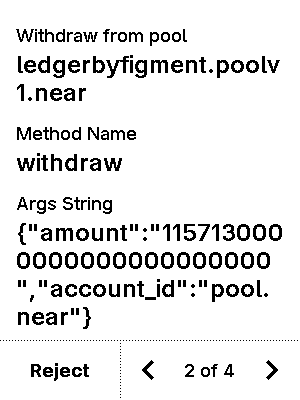 Withdraw from pool
ledgerbyfigment.poolv
1.near
Method Name
withdraw
Args String
{"amount":"115713000
0000000000000000000
","account_id":"pool.
near"}
Reject
2 of 4